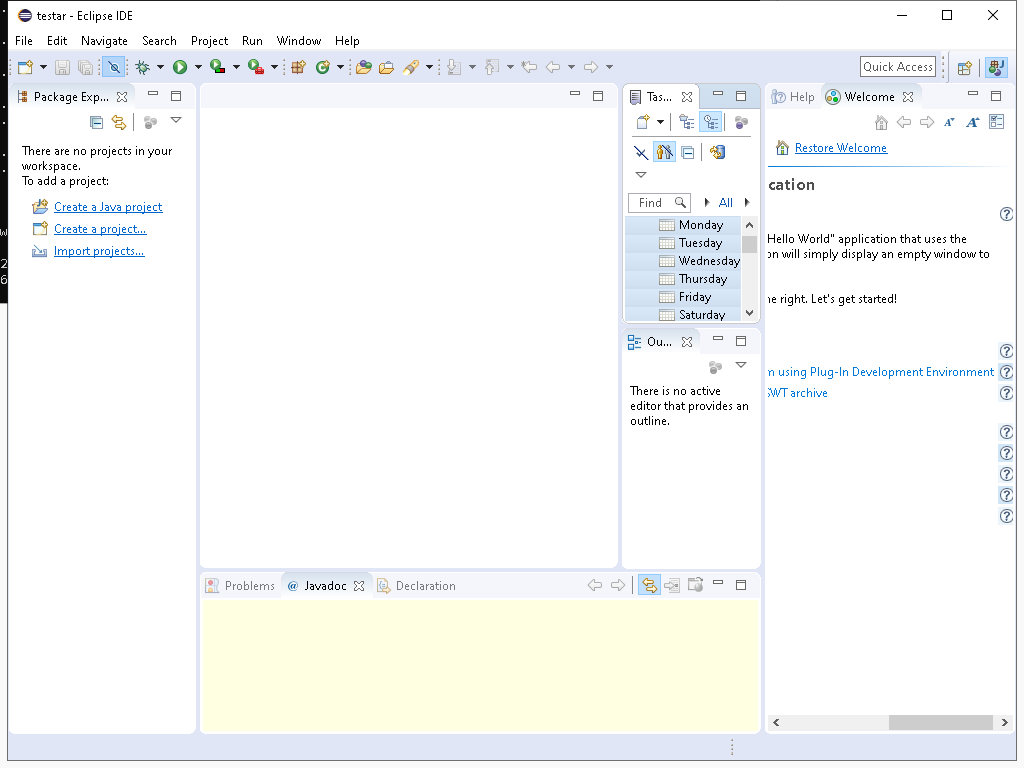 testar - Eclipse IDE
File Edit Navigate Search Project Run Window Help
Quick Access
Package Exp...
There are no projects in your
workspace.
To add a project:
Create a Java project
Create a project...
Import projects...
Tas...
Find
All
Monday
Tuesday
Wednesday
Thursday
Friday
Saturday
Ou...
There is no active
editor that provides an
outline.
Help Welcome
Restore Welcome
cation
"Hello World" application that uses the
on will simply display an empty window to
he right. Let's get started!
n using Plug-In Development Environment
SWT archive
Problems @ Javadoc Declaration